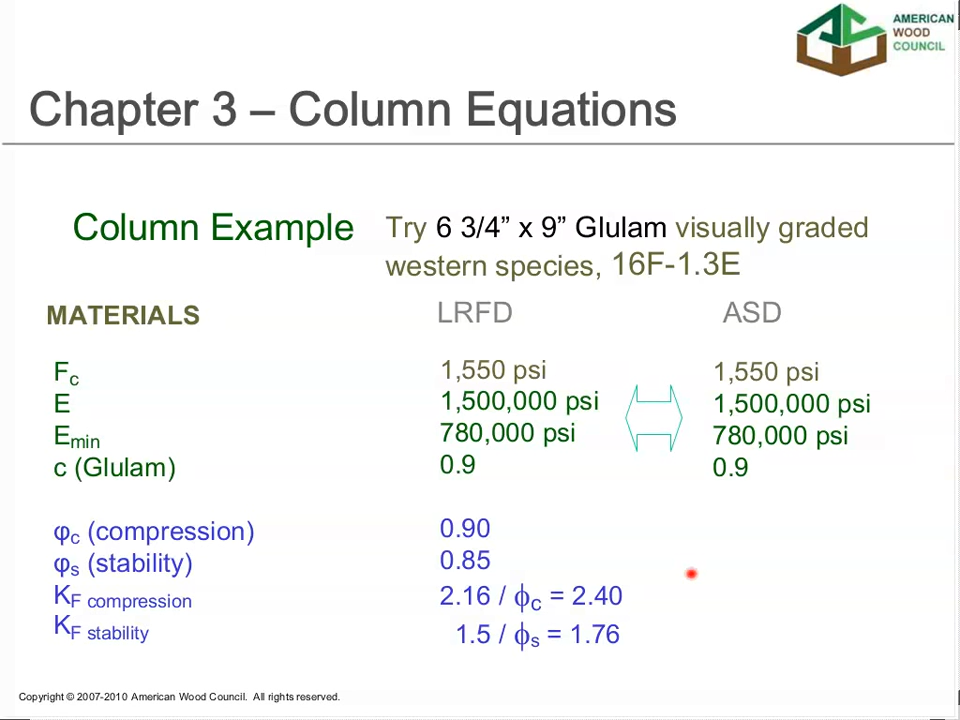 AMERICAN
WOOD
COUNCIL
Chapter 3 – Column Equations
Column Example
Try 6 3/4” x 9” Glulam visually graded
western species, 16F-1.3E
MATERIALS LRFD ASD
Fc 1,550 psi 1,550 psi
E 1,500,000 psi 1,500,000 psi
Emin 780,000 psi 780,000 psi
c (Glulam) 0.9 0.9
φc (compression) 0.90
φs (stability) 0.85
KF compression 2.16 / ϕc = 2.40
KF stability 1.5 / ϕs = 1.76
Copyright © 2007-2010 American Wood Council. All rights reserved.